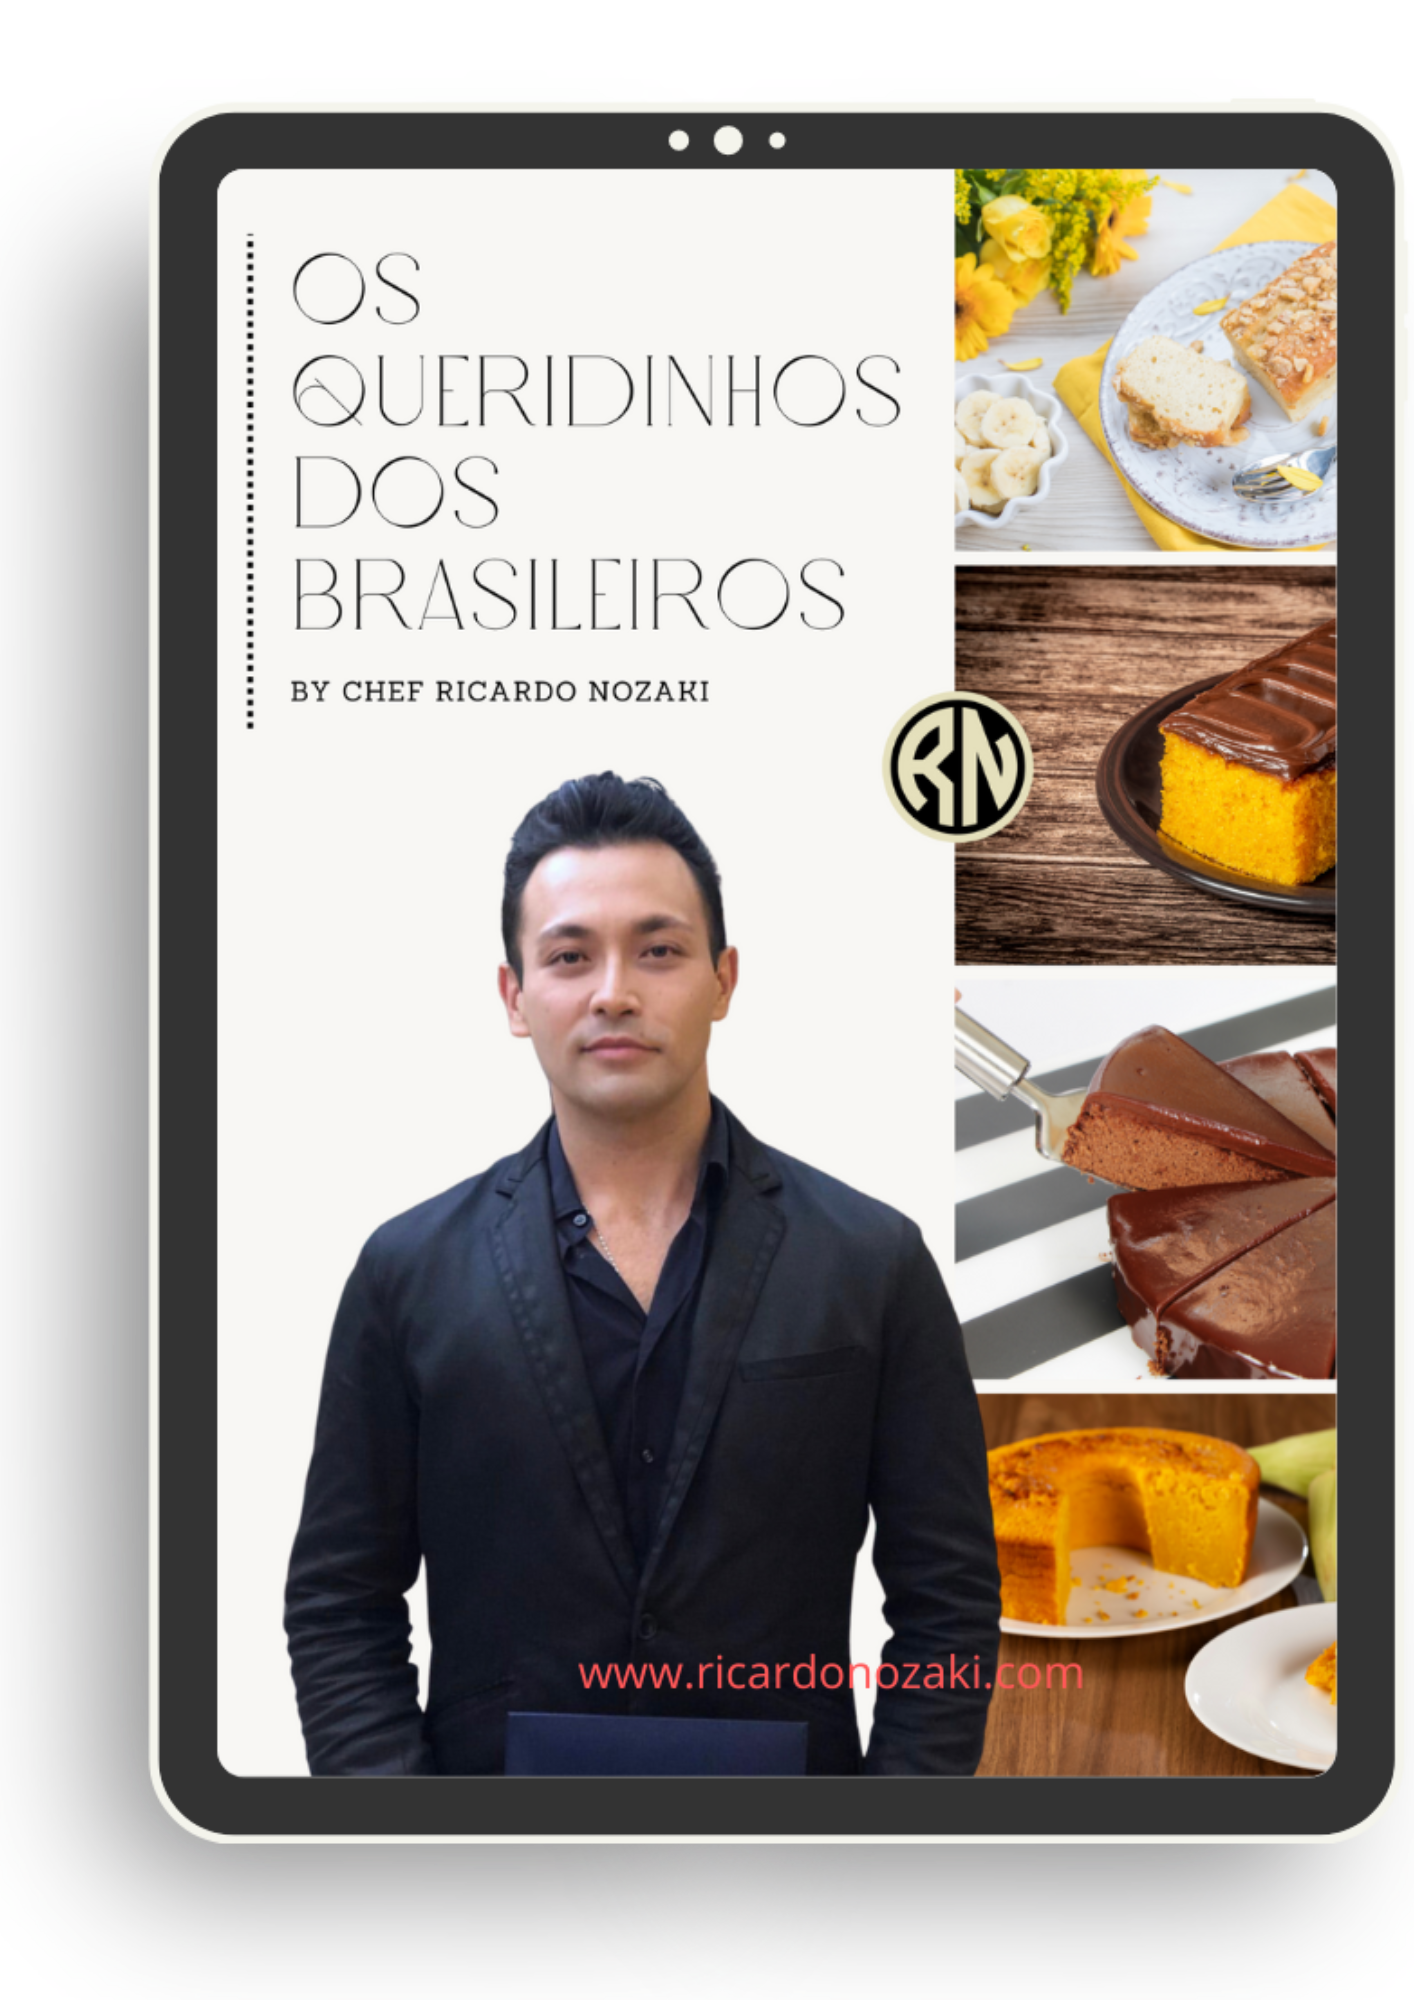 OS
QUERIDINHOS
DOS
BRASILEIROS
BY CHEF RICARDO NOZAKI
RN
www.ricardonozaki.com